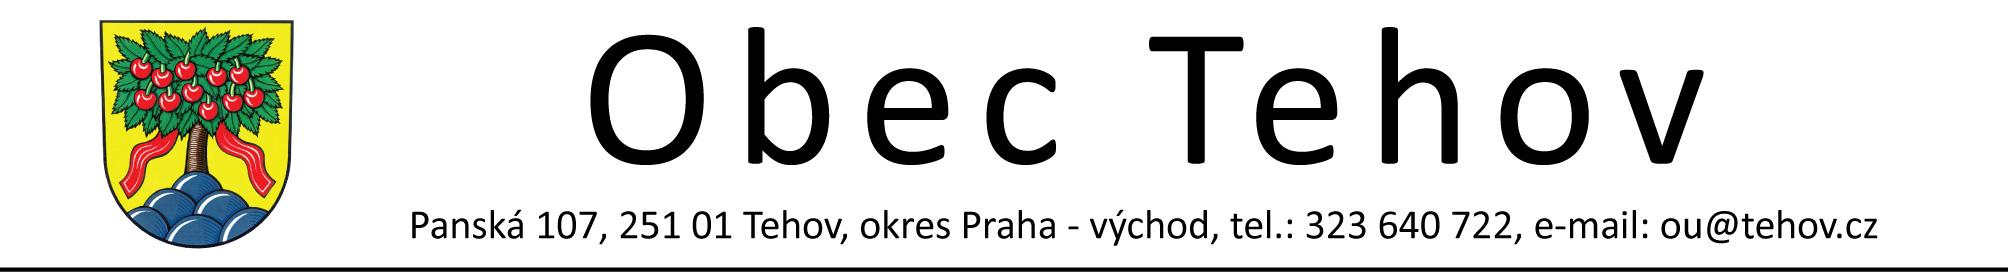 Obec Tehov
Panská 107, 251 01 Tehov, okres Praha - východ, tel.: 323 640 722, e-mail: ou@tehov.cz